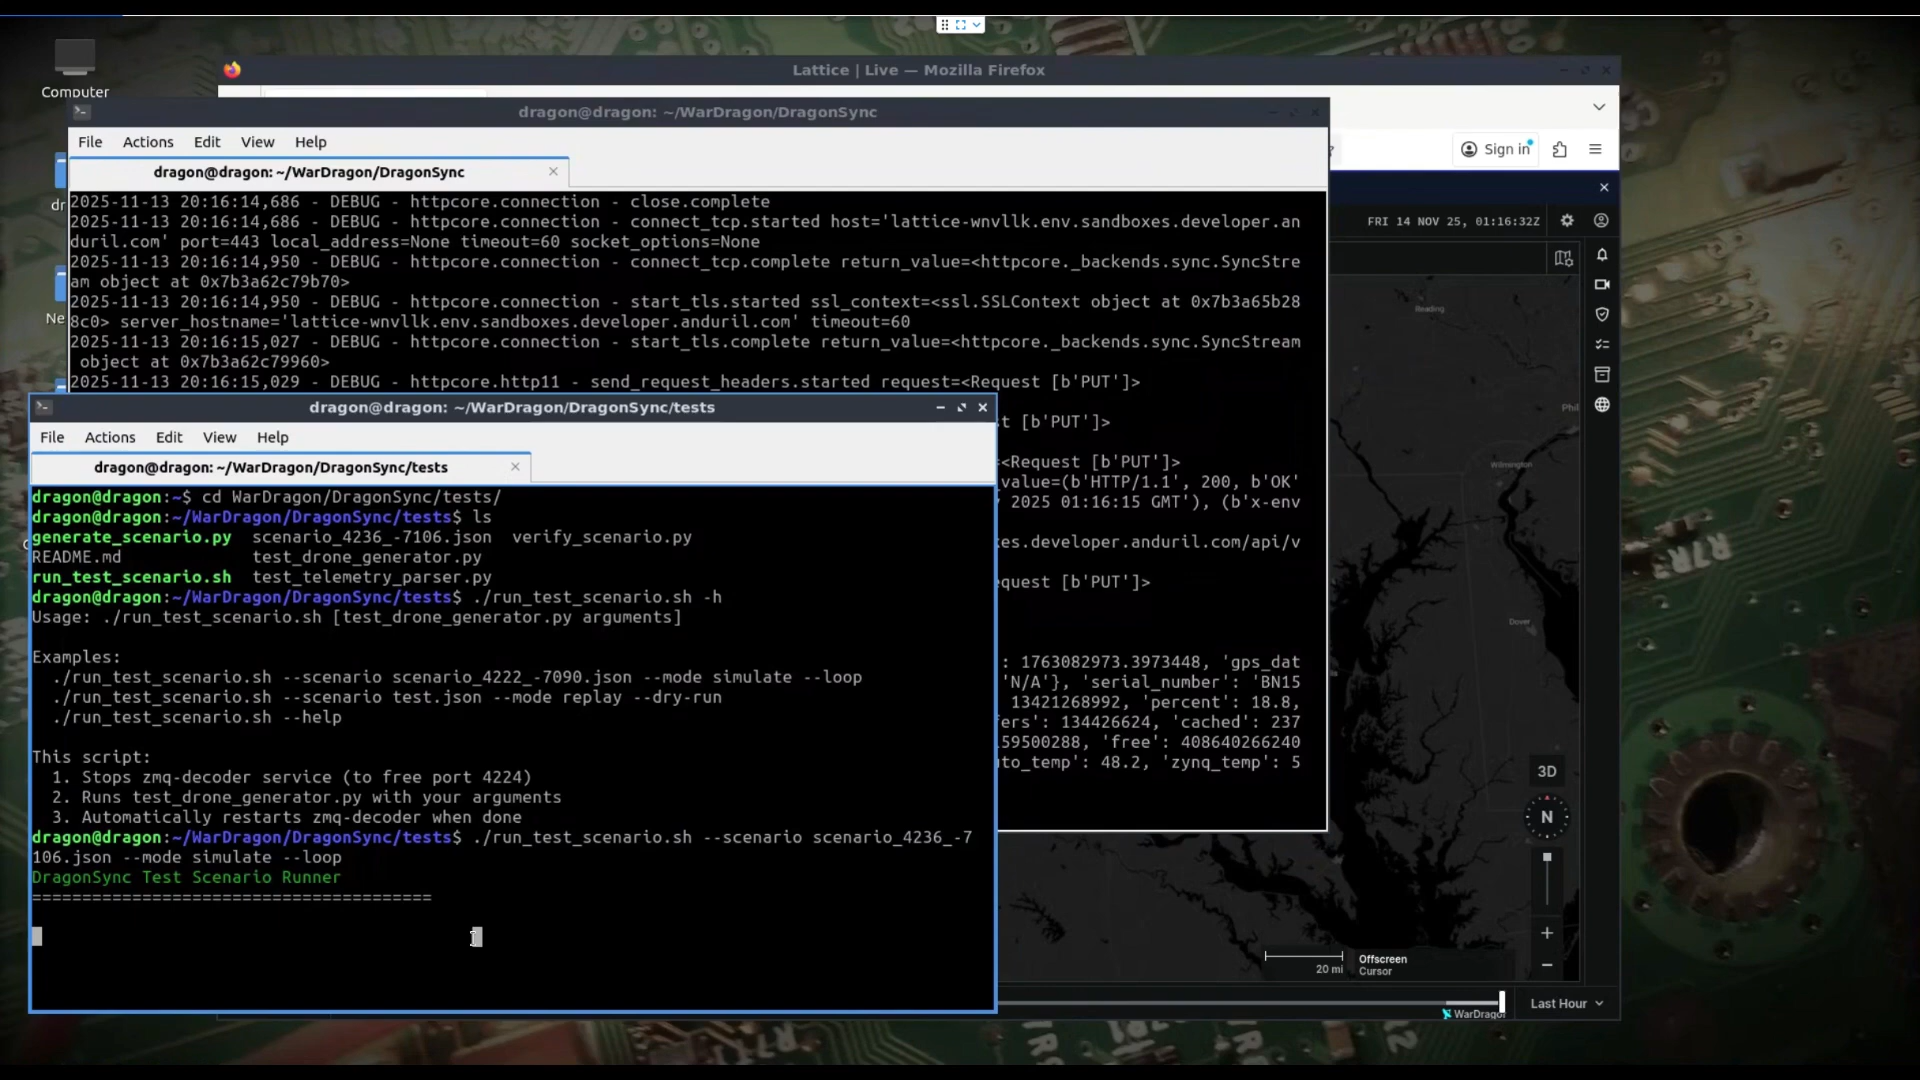 Computer
Lattice | Live — Mozilla Firefox
dragon@dragon: ~/WarDragon/DragonSync
File Actions Edit View Help
Sign in
dragon@dragon: ~/WarDragon/DragonSync
2025-11-13 20:16:14,686 - DEBUG - httpcore.connection - close.complete
2025-11-13 20:16:14,686 - DEBUG - httpcore.connection - connect_tcp.started host='lattice-wnvllk.env.sandboxes.developer.an
duril.com' port=443 local_address=None timeout=60 socket_options=None
2025-11-13 20:16:14,950 - DEBUG - httpcore.connection - connect_tcp.complete return_value=<httpcore._backends.sync.SyncStre
am object at 0x7b3a62c79b70>
2025-11-13 20:16:14,950 - DEBUG - httpcore.connection - start_tls.started ssl_context=<ssl.SSLContext object at 0x7b3a65b28
8c0> server_hostname='lattice-wnvllk.env.sandboxes.developer.anduril.com' timeout=60
2025-11-13 20:16:15,027 - DEBUG - httpcore.connection - start_tls.complete return_value=<httpcore._backends.sync.SyncStream
object at 0x7b3a62c79960>
2025-11-13 20:16:15,029 - DEBUG - httpcore.http11 - send_request_headers.started request=<Request [b'PUT']>
t [b'PUT']>
=<Request [b'PUT']>
value=(b'HTTP/1.1', 200, b'OK'
2025 01:16:15 GMT'), (b'x-env
es.developer.anduril.com/api/v
quest [b'PUT']>
: 1763082973.3973448, 'gps_dat
'N/A'}, 'serial_number': 'BN15
13421268992, 'percent': 18.8,
fers': 134426624, 'cached': 237
59500288, 'free': 408640266240
uto_temp': 48.2, 'zynq_temp': 5
dragon@dragon: ~/WarDragon/DragonSync/tests
File Actions Edit View Help
dragon@dragon: ~/WarDragon/DragonSync/tests
dragon@dragon:~$ cd WarDragon/DragonSync/tests/
dragon@dragon:~/WarDragon/DragonSync/tests$ ls
generate_scenario.py scenario_4236_-7106.json verify_scenario.py
README.md test_drone_generator.py
run_test_scenario.sh test_telemetry_parser.py
dragon@dragon:~/WarDragon/DragonSync/tests$ ./run_test_scenario.sh -h
Usage: ./run_test_scenario.sh [test_drone_generator.py arguments]
Examples:
./run_test_scenario.sh --scenario scenario_4222_-7090.json --mode simulate --loop
./run_test_scenario.sh --scenario test.json --mode replay --dry-run
./run_test_scenario.sh --help
This script:
1. Stops zmq-decoder service (to free port 4224)
2. Runs test_drone_generator.py with your arguments
3. Automatically restarts zmq-decoder when done
dragon@dragon:~/WarDragon/DragonSync/tests$ ./run_test_scenario.sh --scenario scenario_4236_-7
106.json --mode simulate --loop
DragonSync Test Scenario Runner
========================================
FRI 14 NOV 25, 01:16:32Z
Reading
Phil
Wilmington
Dover
3D
N
20 mi
Offscreen
Cursor
Last Hour
WarDragon
dr
Ne